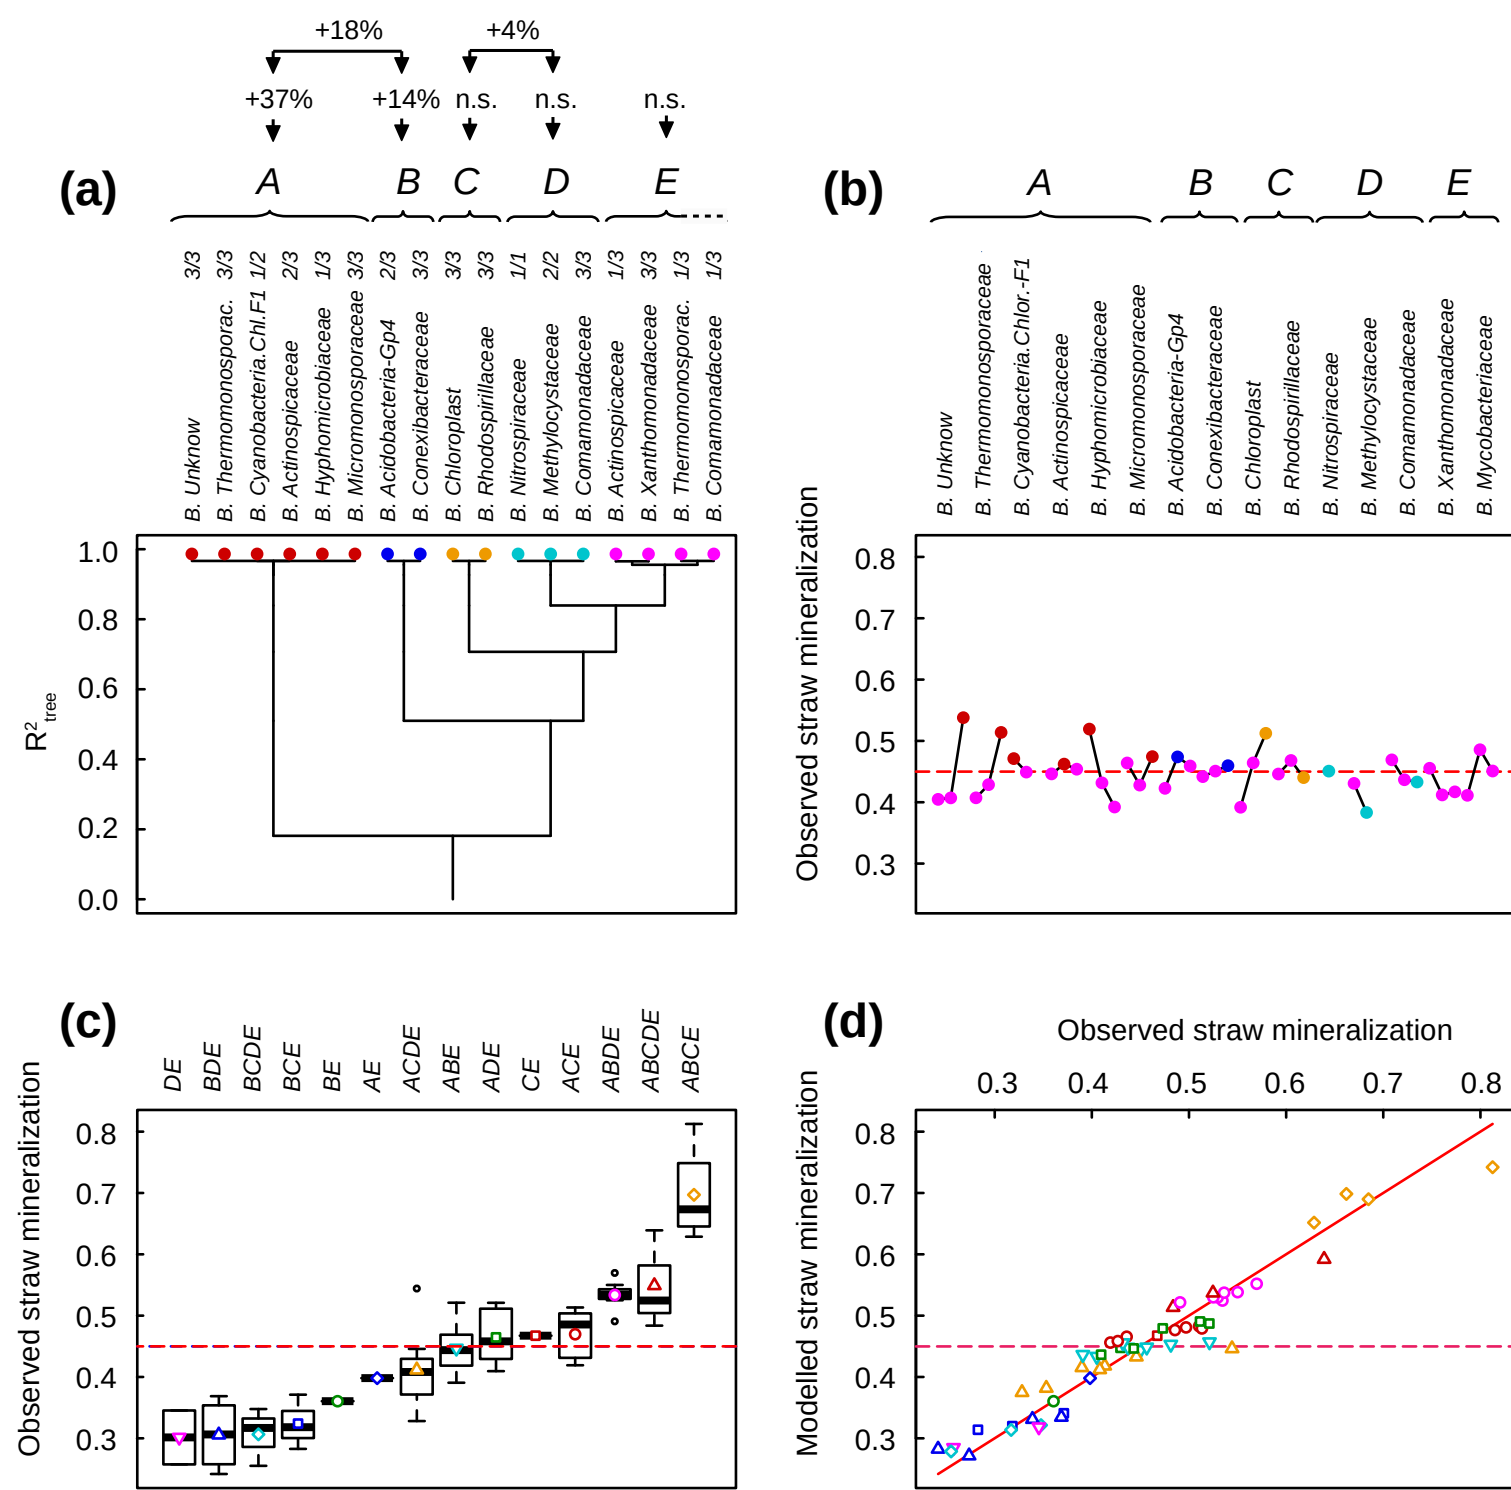 +18% +4%
+37% +14% n.s. n.s. n.s.
(a) A B C D E
3/3 3/3 1/2 2/3 1/3 3/3 2/3 3/3 3/3 3/3 1/1 2/2 3/3 1/3 3/3 1/3 1/3
B. Unknow
B. Thermomonosporac.
B. Cyanobacteria.Chl.F1
B. Actinospicaceae
B. Hyphomicrobiaceae
B. Micromonosporaceae
B. Acidobacteria-Gp4
B. Conexibacteraceae
B. Chloroplast
B. Rhodospirillaceae
B. Nitrospiraceae
B. Methylocystaceae
B. Comamonadaceae
B. Actinospicaceae
B. Xanthomonadaceae
B. Thermomonosporac.
B. Comamonadaceae
R2tree
1.0
0.8
0.6
0.4
0.2
0.0
(b) A B C D E
B. Unknow
B. Thermomonosporaceae
B. Cyanobacteria.Chlor.-F1
B. Actinospicaceae
B. Hyphomicrobiaceae
B. Micromonosporaceae
B. Acidobacteria-Gp4
B. Conexibacteraceae
B. Chloroplast
B. Rhodospirillaceae
B. Nitrospiraceae
B. Methylocystaceae
B. Comamonadaceae
B. Xanthomonadaceae
B. Mycobacteriaceae
Observed straw mineralization
0.8
0.7
0.6
0.5
0.4
0.3
(c)
DE
BDE
BCDE
BCE
BE
AE
ACDE
ABE
ADE
CE
ACE
ABDE
ABCDE
ABCE
Observed straw mineralization
0.8
0.7
0.6
0.5
0.4
0.3
(d) Observed straw mineralization
0.3 0.4 0.5 0.6 0.7 0.8
Modelled straw mineralization
0.8
0.7
0.6
0.5
0.4
0.3